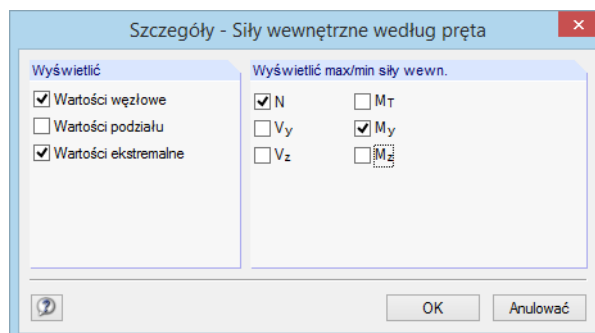 Szczegóły - Siły wewnętrzne według pręta
Wyświetlić
Wartości węzłowe
Wartości podziału
Wartości ekstremalne
Wyświetlić max/min siły wewn.
N
MT
Vy
My
Vz
Mz
OK
Anulować